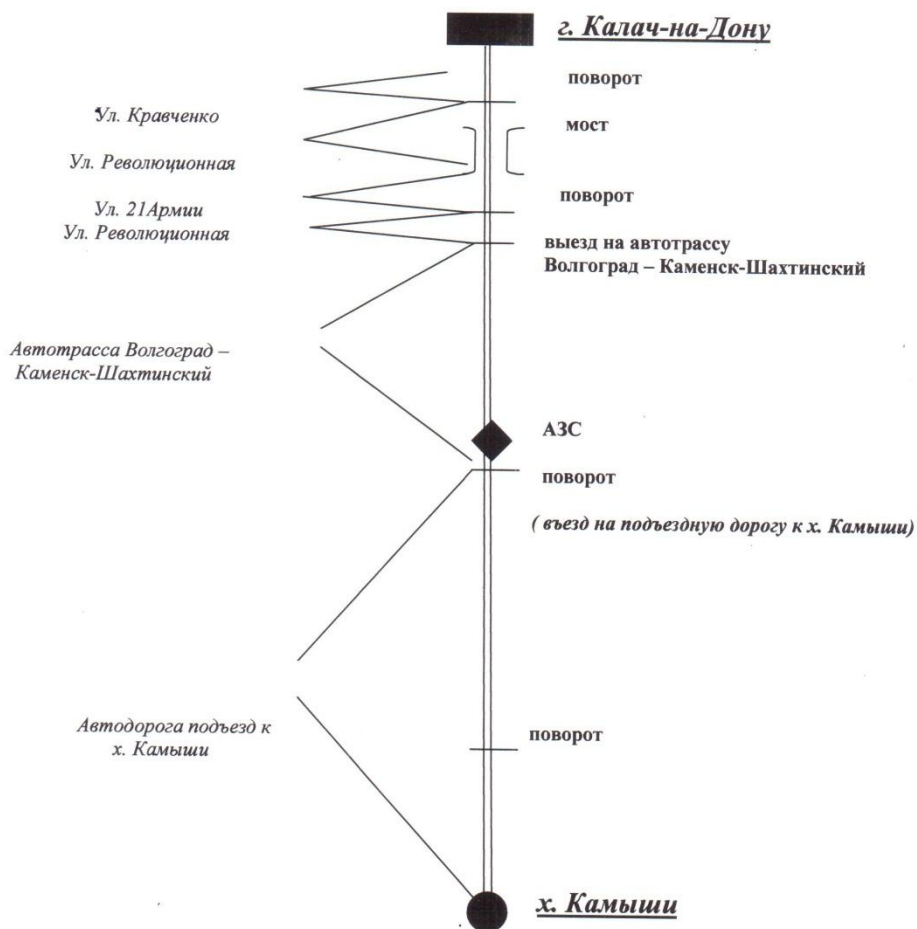 г. Калач-на-Дону
поворот
Ул. Кравченко
мост
Ул. Революционная
поворот
Ул. 21Армии
Ул. Революционная
выезд на автотрассу
Волгоград – Каменск-Шахтинский
Автотрасса Волгоград –
Каменск-Шахтинский
АЗС
поворот
( въезд на подъездную дорогу к х. Камыши)
Автодорога подъезд к
х. Камыши
поворот
х. Камыши